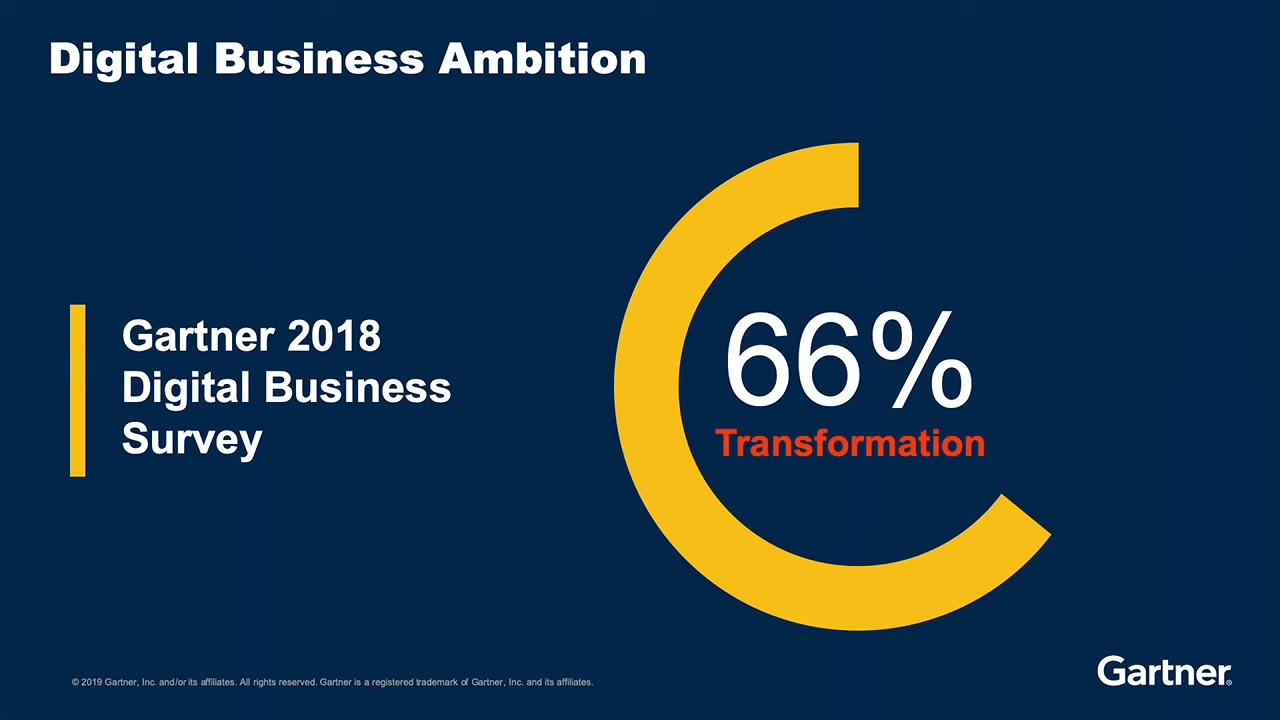 Digital Business Ambition
Gartner 2018
Digital Business
Survey
66%
Transformation
© 2019 Gartner, Inc. and/or its affiliates. All rights reserved. Gartner is a registered trademark of Gartner, Inc. and its affiliates.
Gartner®